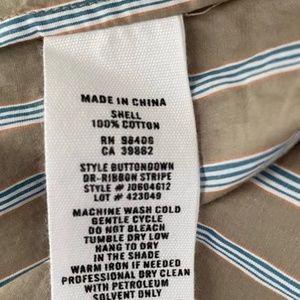 MADE IN CHINA
SHELL
100% COTTON
RN 98406
CA 39882
STYLE BUTTONDOWN
DR-RIBBON STRIPE
STYLE # J0604612
LOT # 423049
MACHINE WASH COLD
GENTLE CYCLE
DO NOT BLEACH
TUMBLE DRY LOW
HANG TO DRY
IN THE SHADE
WARM IRON IF NEEDED
PROFESSIONAL DRY CLEAN
WITH PETROLEUM
SOLVENT ONLY